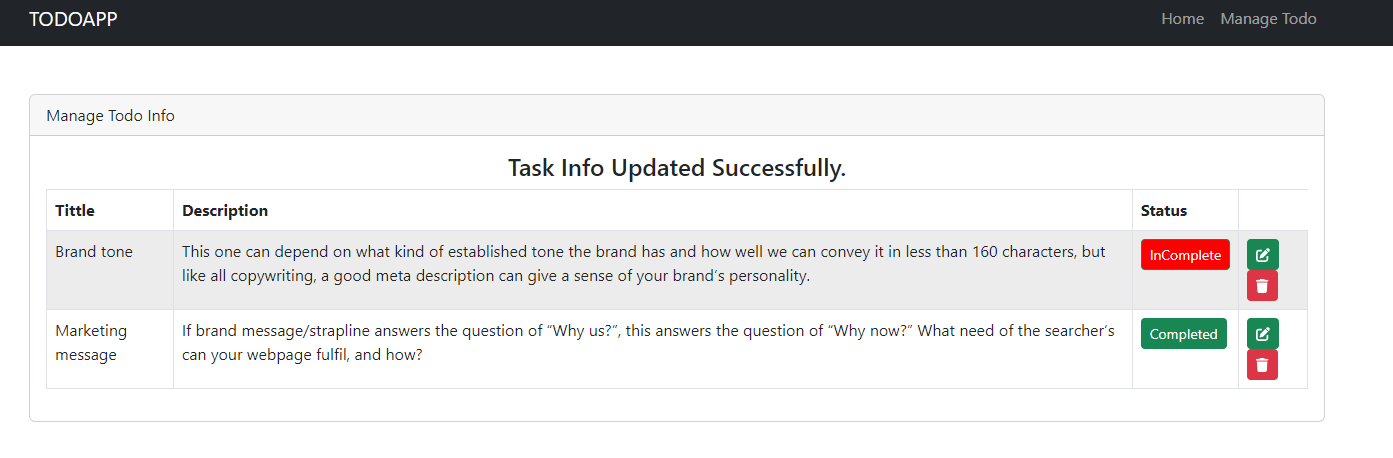 TODOAPP Home Manage Todo
Manage Todo Info
Task Info Updated Successfully.
Tittle Description Status
Brand tone This one can depend on what kind of established tone the brand has and how well we can convey it in less than 160 characters, but InComplete
like all copywriting, a good meta description can give a sense of your brand’s personality.
Marketing If brand message/strapline answers the question of “Why us?”, this answers the question of “Why now?” What need of the searcher’s Completed
message can your webpage fulfil, and how?